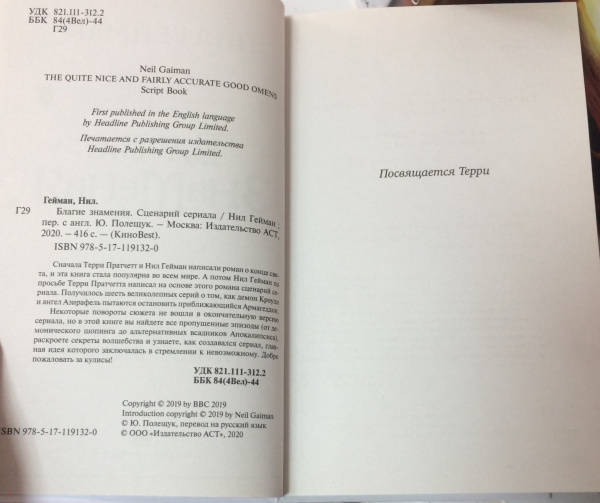 УДК 821.111-312.2
ББК 84(4Вел)-44
Г29
Neil Gaiman
THE QUITE NICE AND FAIRLY ACCURATE GOOD OMENS
Script Book
First published in the English language
by Headline Publishing Group Limited.
Печатается с разрешения издательства
Headline Publishing Group Limited.
Гейман, Нил.
Г29 Благие знамения. Сценарий сериала / Нил Гейман ;
пер. с англ. Ю. Полещук. – Москва: Издательство АСТ,
2020. – 416 с. – (КиноBest).
ISBN 978-5-17-119132-0
Сначала Терри Пратчетт и Нил Гейман написали роман о конце све-
та, и эта книга стала популярна во всем мире. А потом Нил Гейман по
просьбе Терри Пратчетта написал на основе этого романа сценарий се-
риала. Получилось шесть великолепных серий о том, как демон Кроули
и ангел Азирафель пытаются остановить приближающийся Армагеддон.
Некоторые повороты сюжета не вошли в окончательную версию
сериала, но в этой книге вы найдете все пропущенные эпизоды (от де-
монического шопинга до альтернативных всадников Апокалипсиса),
раскроете секреты волшебства и узнаете, как создавался сериал, глав-
ная идея которого заключалась в стремлении к невозможному. Добро
пожаловать за кулисы!
УДК 821.111-312.2
ББК 84(4Вел)-44
Copyright © 2019 by BBC 2019
Introduction copyright © 2019 by Neil Gaiman
© Ю. Полещук, перевод на русский язык
ISBN 978-5-17-119132-0 © ООО «Издательство АСТ», 2020
Посвящается Терри